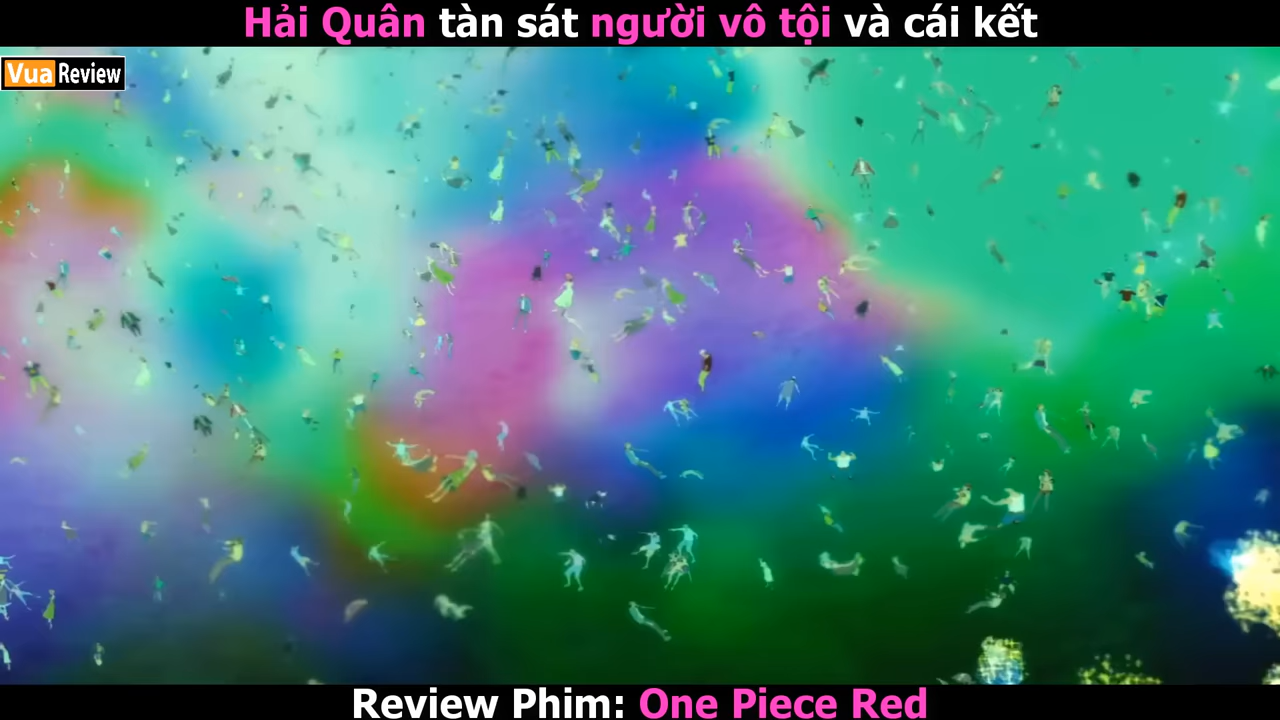 Hải Quân tàn sát người vô tội và cái kết
Vua Review
Review Phim: One Piece Red